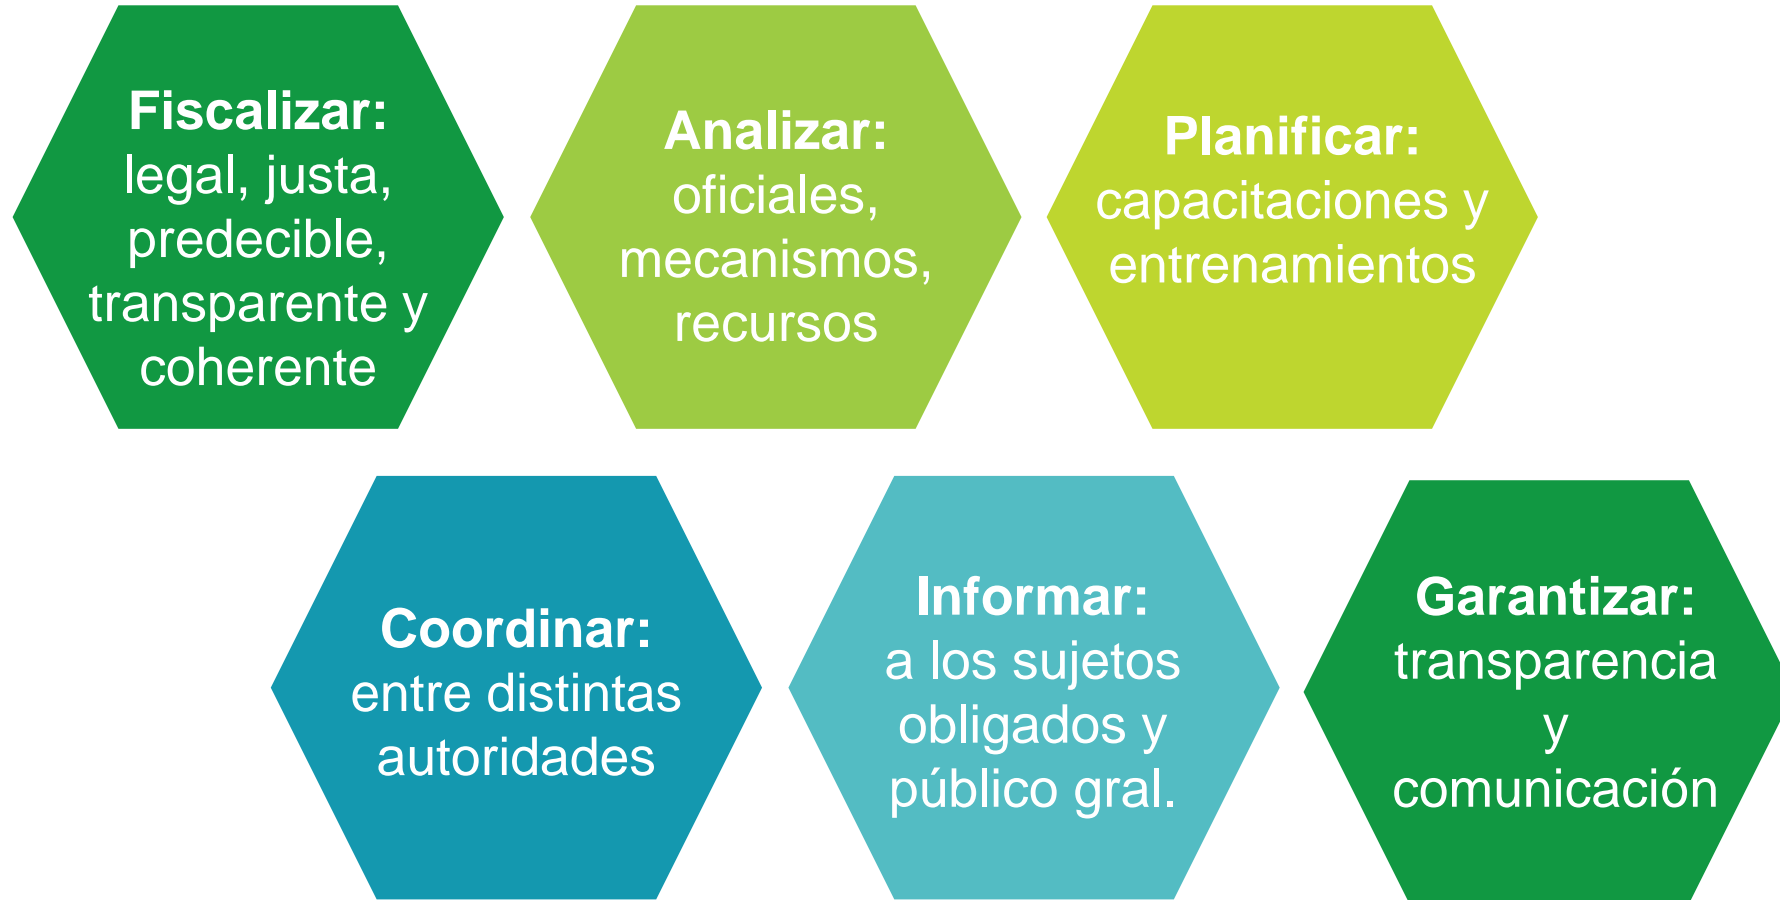 Fiscalizar:
legal, justa,
predecible,
transparente y
coherente
Analizar:
oficiales,
mecanismos,
recursos
Planificar:
capacitaciones y
entrenamientos
Coordinar:
entre distintas
autoridades
Informar:
a los sujetos
obligados y
público gral.
Garantizar:
transparencia
y
comunicación